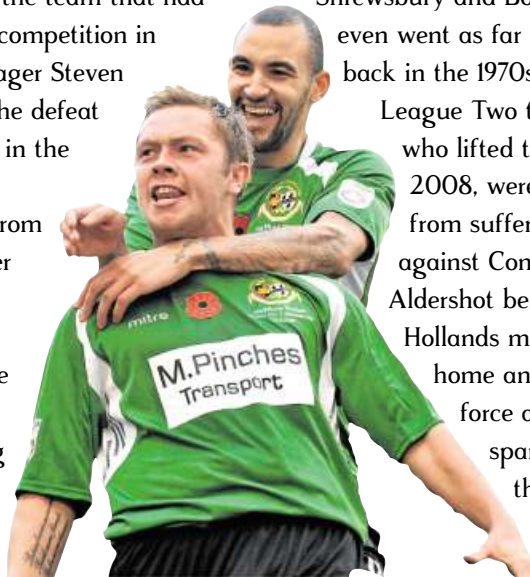 the team that had
competition in
ager Steven
he defeat
in the
rom
er
e
g
Shrewsbury and Bo
even went as far
back in the 1970s
League Two t
who lifted t
2008, were
from suffer
against Con
Aldershot be
Hollands m
home an
force o
spar
th
mitre
M.Pinches
Transport